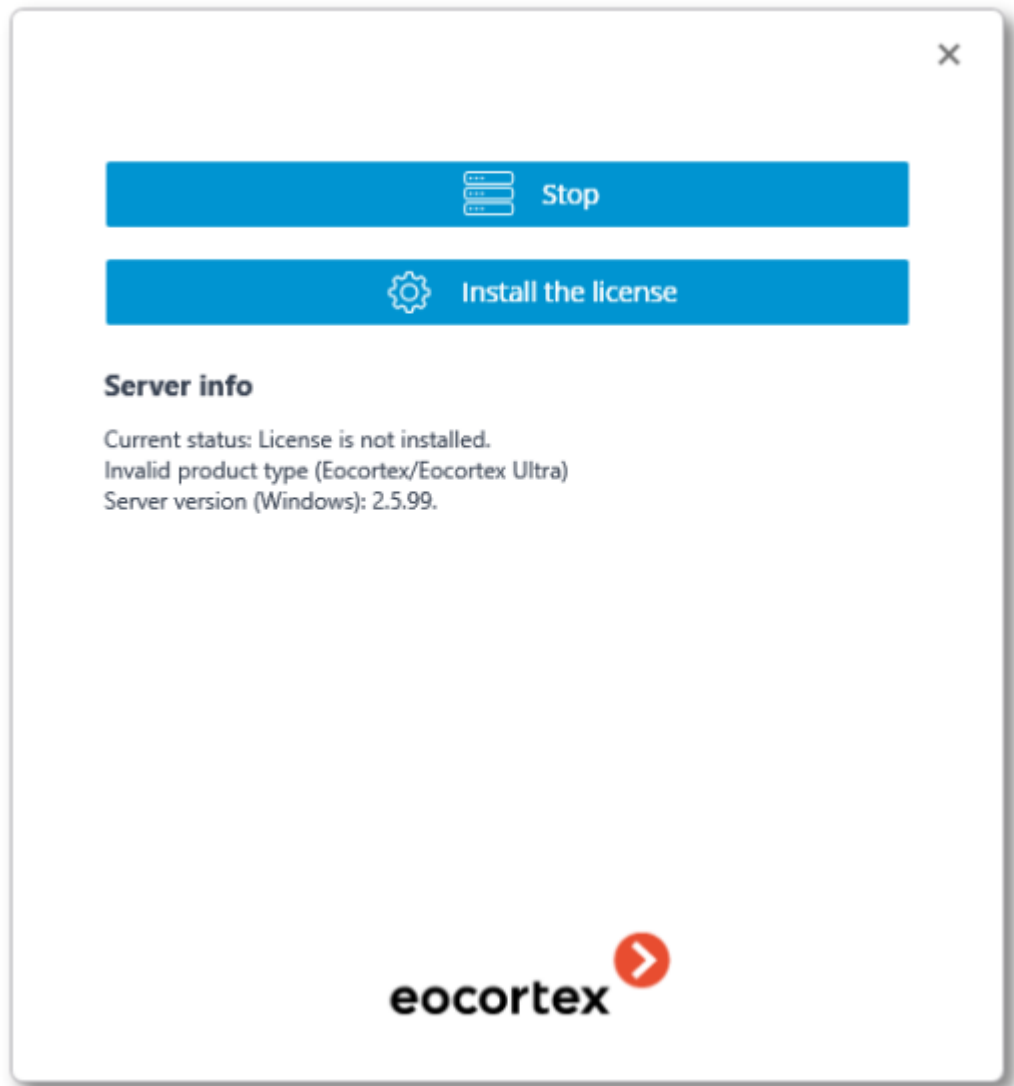 Stop
Install the license
Server info
Current status: License is not installed.
Invalid product type (Eocortex/Eocortex Ultra)
Server version (Windows): 2.5.99.
eocortex